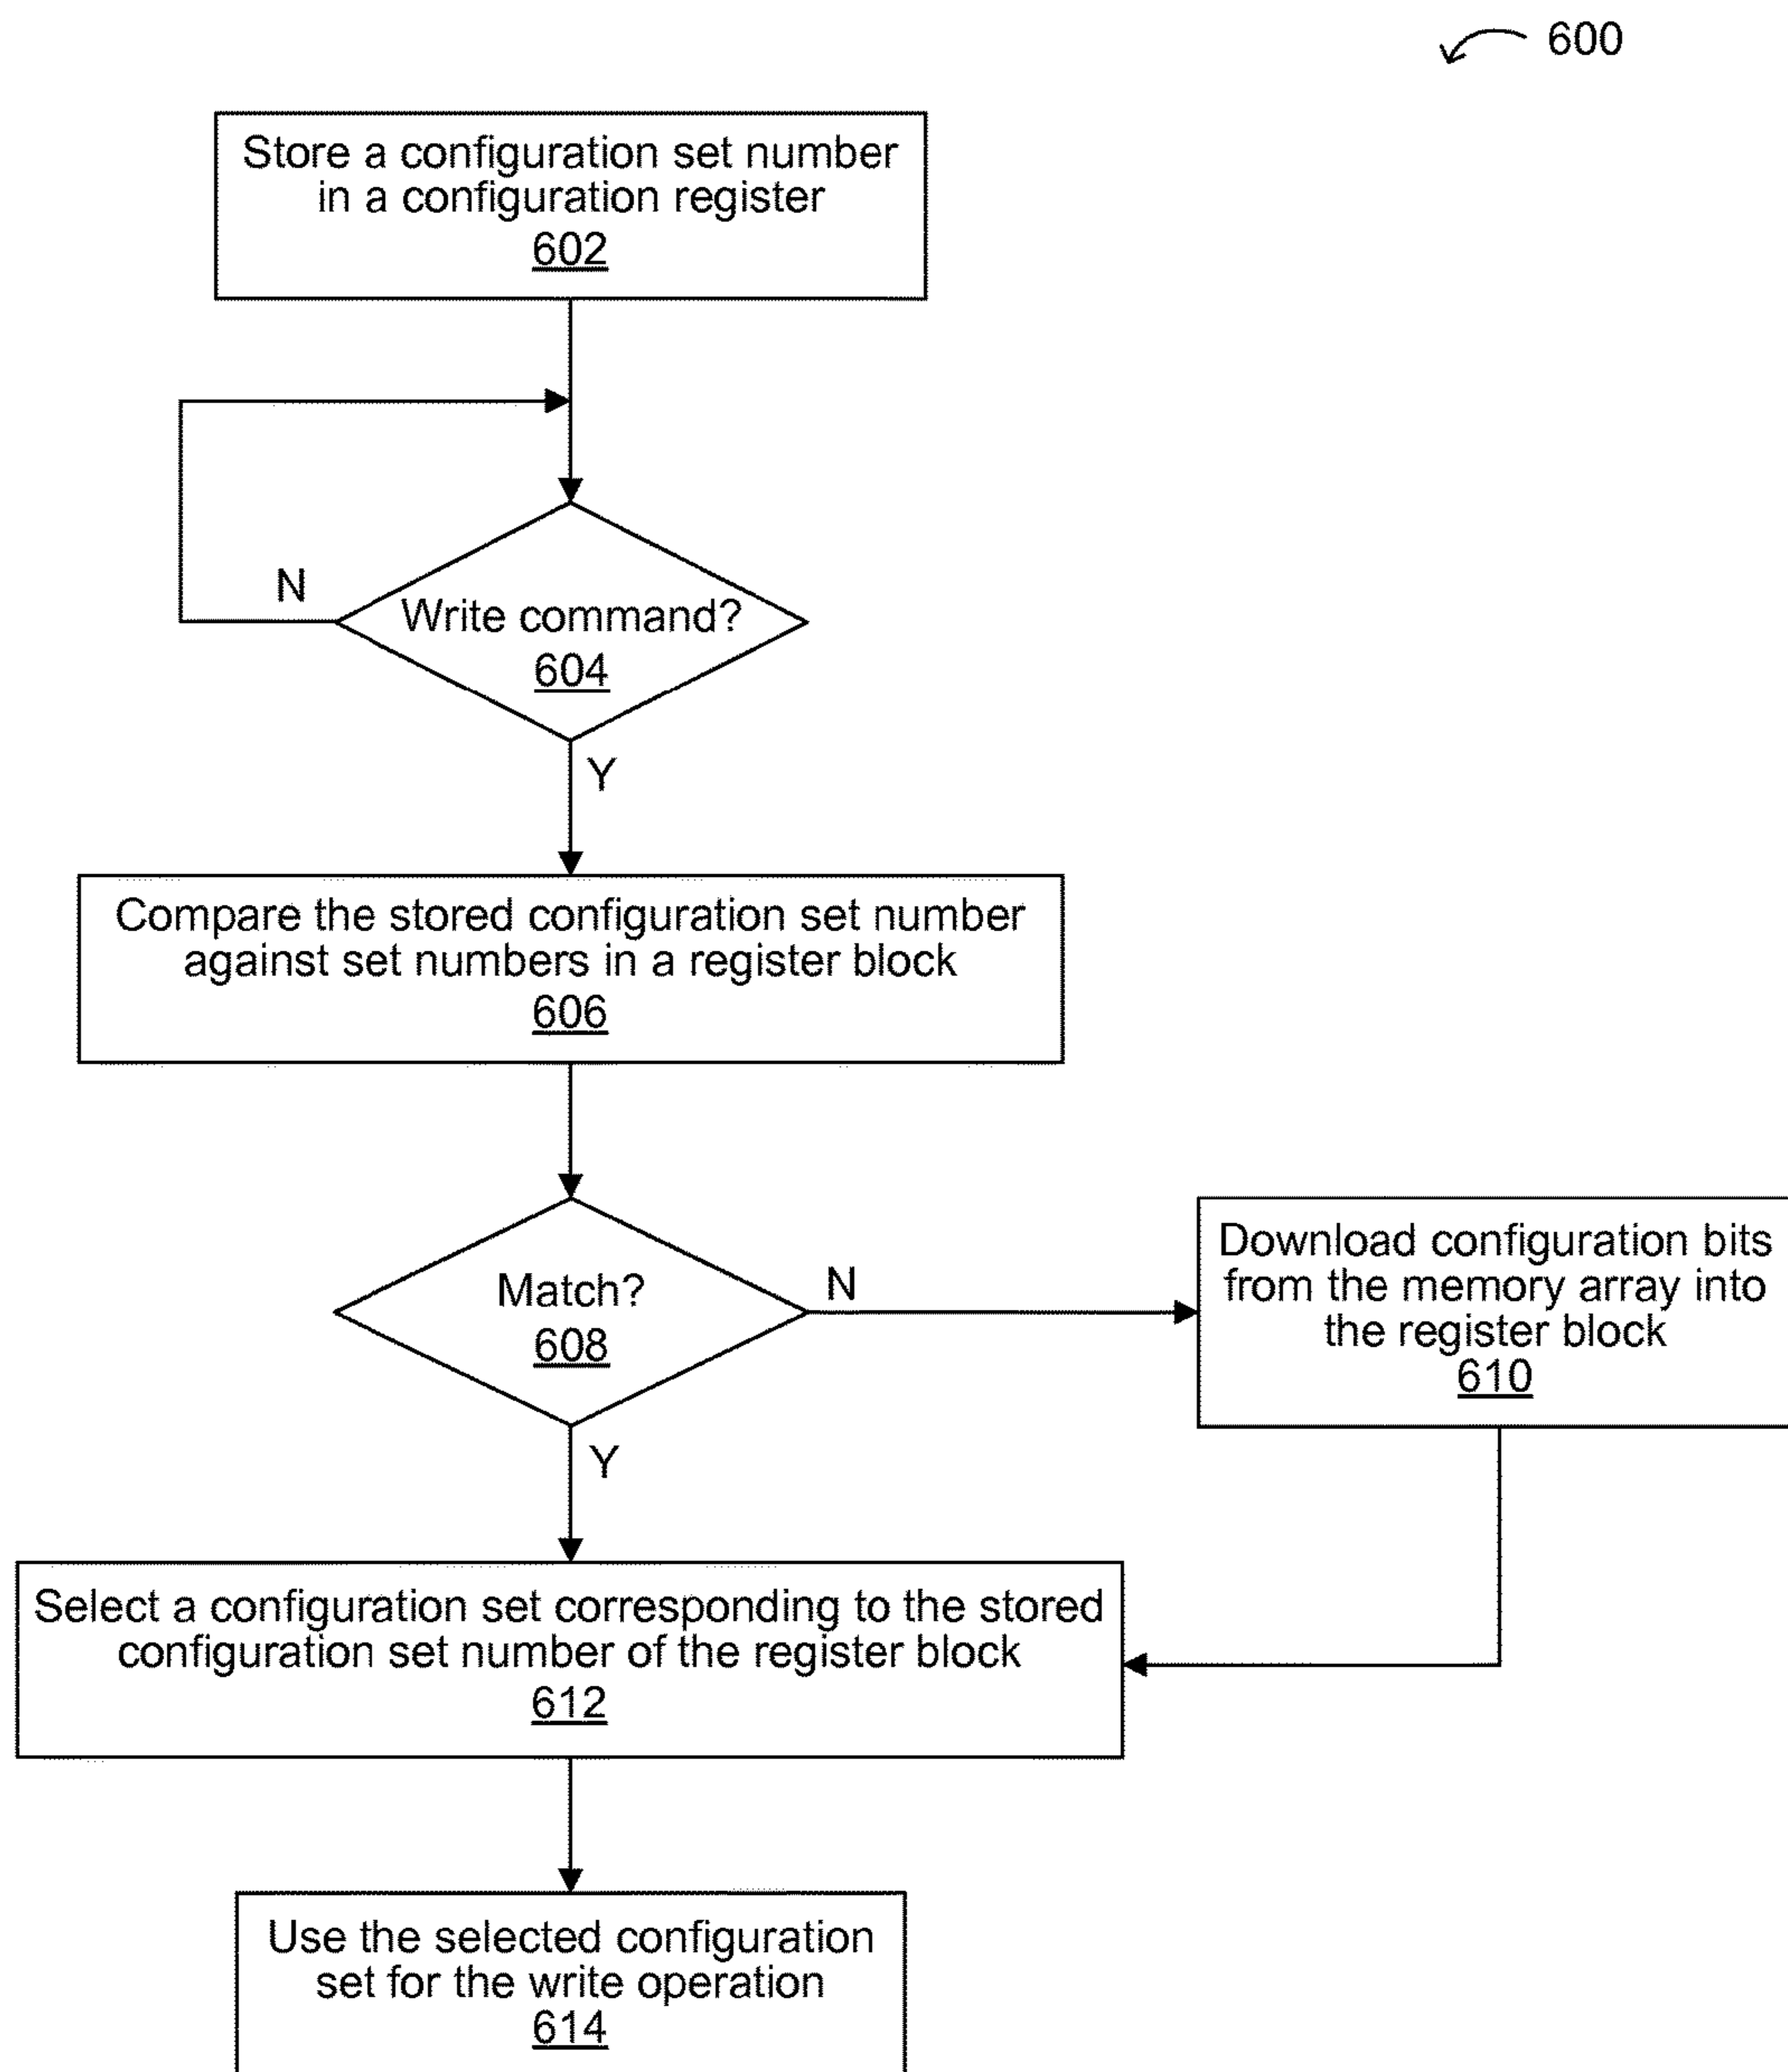 600
Store a configuration set number
in a configuration register
602
N
Write command?
604
Y
Compare the stored configuration set number
against set numbers in a register block
606
Match?
608
N
Download configuration bits
from the memory array into
the register block
610
Y
Select a configuration set corresponding to the stored
configuration set number of the register block
612
Use the selected configuration
set for the write operation
614